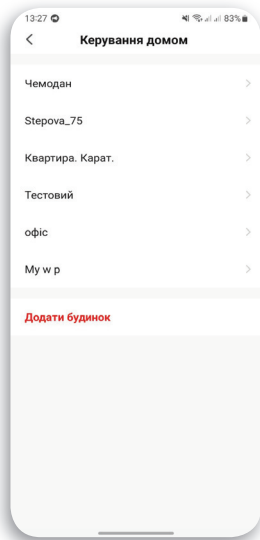 13:27 83%
Керування домом
Чемодан
Stepova_75
Квартира. Карат.
Тестовий
офіс
My w p
Додати будинок